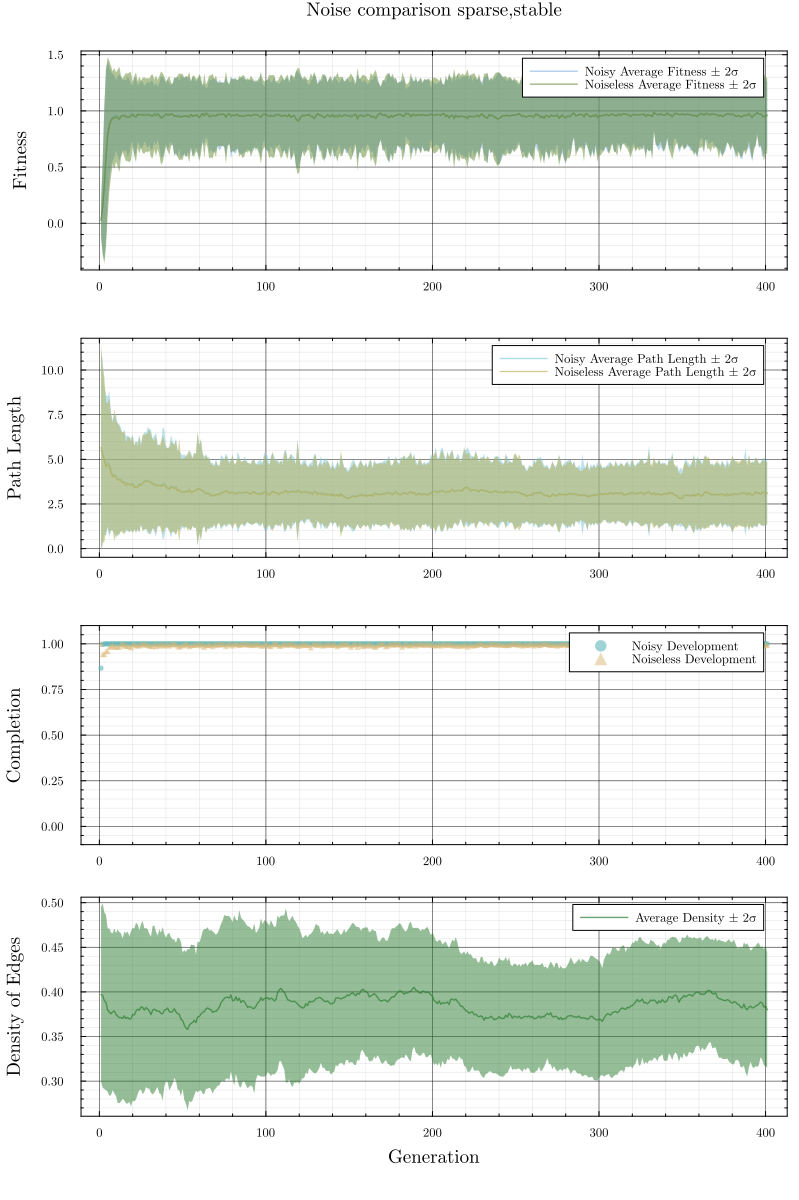 Noise comparison sparse,stable
1.5
1.0
0.5
0.0
Fitness
Noisy Average Fitness ± 2σ
Noiseless Average Fitness ± 2σ
0 100 200 300 400
10.0
7.5
5.0
2.5
0.0
Path Length
Noisy Average Path Length ± 2σ
Noiseless Average Path Length ± 2σ
0 100 200 300 400
1.00
0.75
0.50
0.25
0.00
Completion
Noisy Development
Noiseless Development
0 100 200 300 400
0.50
0.45
0.40
0.35
0.30
Density of Edges
Average Density ± 2σ
0 100 200 300 400
Generation